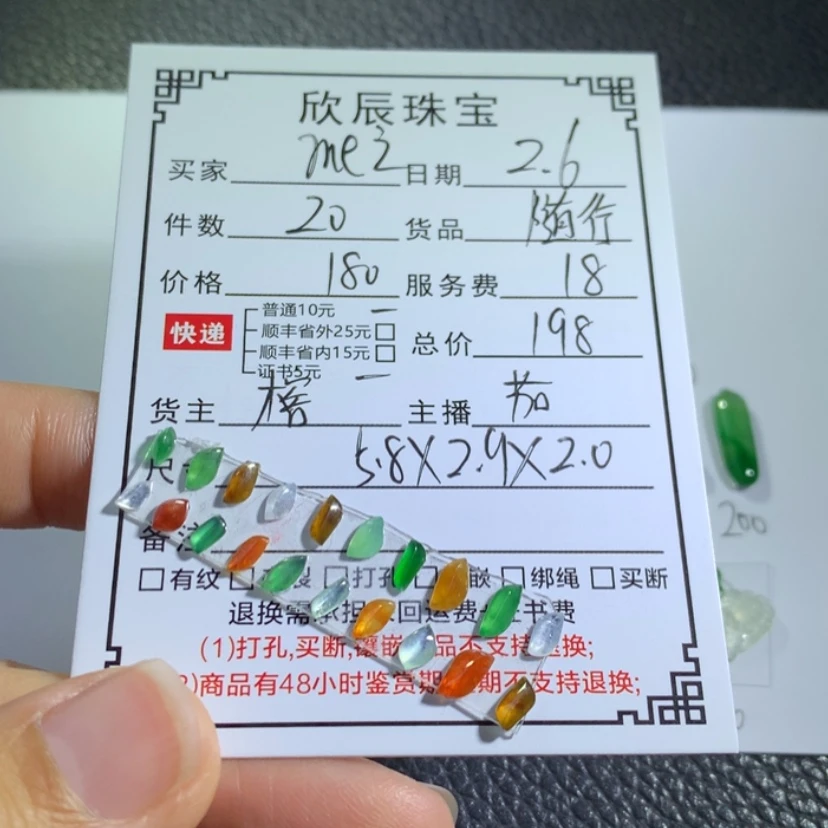 欣辰珠宝
买家 mei 日期 2.6
件数 20 货品 随行
价格 180 服务费 18
快递 普通10元
顺丰省外25元□
顺丰省内15元□ 总价 198
证书5元
货主 主播 茹
尺寸 5.8X2.9X2.0
备注
□有纹 □ □打孔 □ 嵌 □绑绳 □买断
退换需承担 回运费 证书费
(1)打孔,买断,镶嵌 品不支持退换;
)商品有48小时鉴赏期 期不支持退换;
200